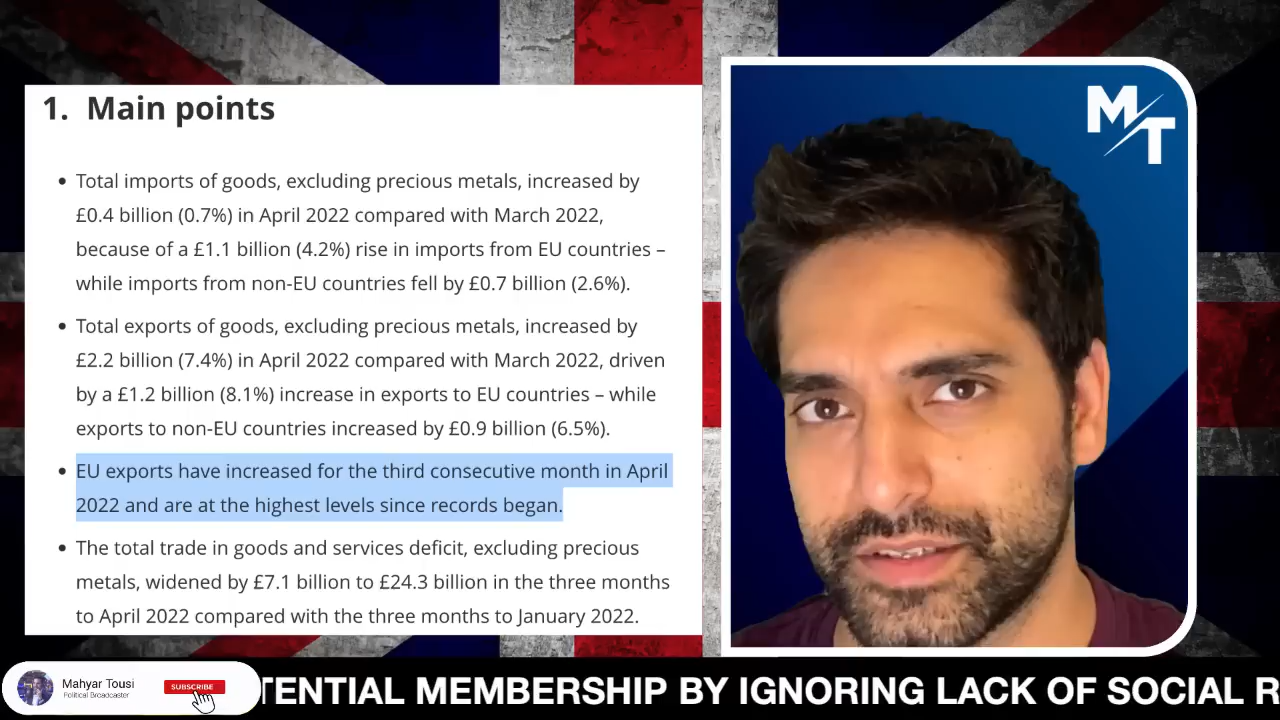 1. Main points
• Total imports of goods, excluding precious metals, increased by
£0.4 billion (0.7%) in April 2022 compared with March 2022,
because of a £1.1 billion (4.2%) rise in imports from EU countries –
while imports from non-EU countries fell by £0.7 billion (2.6%).
• Total exports of goods, excluding precious metals, increased by
£2.2 billion (7.4%) in April 2022 compared with March 2022, driven
by a £1.2 billion (8.1%) increase in exports to EU countries – while
exports to non-EU countries increased by £0.9 billion (6.5%).
• EU exports have increased for the third consecutive month in April
2022 and are at the highest levels since records began.
• The total trade in goods and services deficit, excluding precious
metals, widened by £7.1 billion to £24.3 billion in the three months
to April 2022 compared with the three months to January 2022.
M/T
Mahyar Tousi
Political Broadcaster
SUBSCRIBE
TENTIAL MEMBERSHIP BY IGNORING LACK OF SOCIAL R